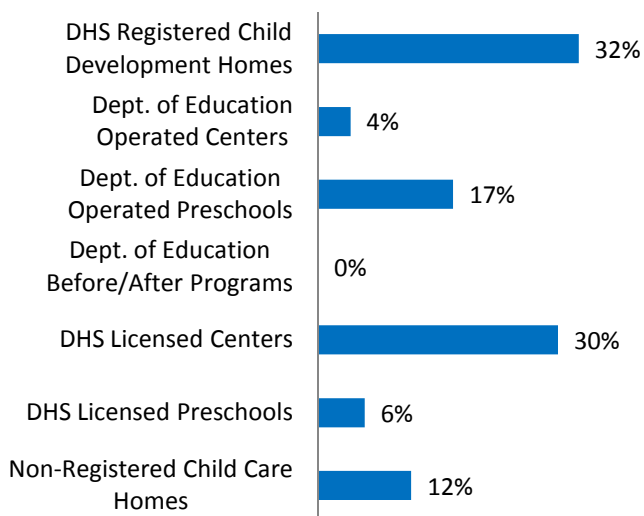 DHS Registered Child
Development Homes
32%
Dept. of Education
Operated Centers
4%
Dept. of Education
Operated Preschools
17%
Dept. of Education
Before/After Programs
0%
DHS Licensed Centers
30%
DHS Licensed Preschools
6%
Non-Registered Child Care
Homes
12%